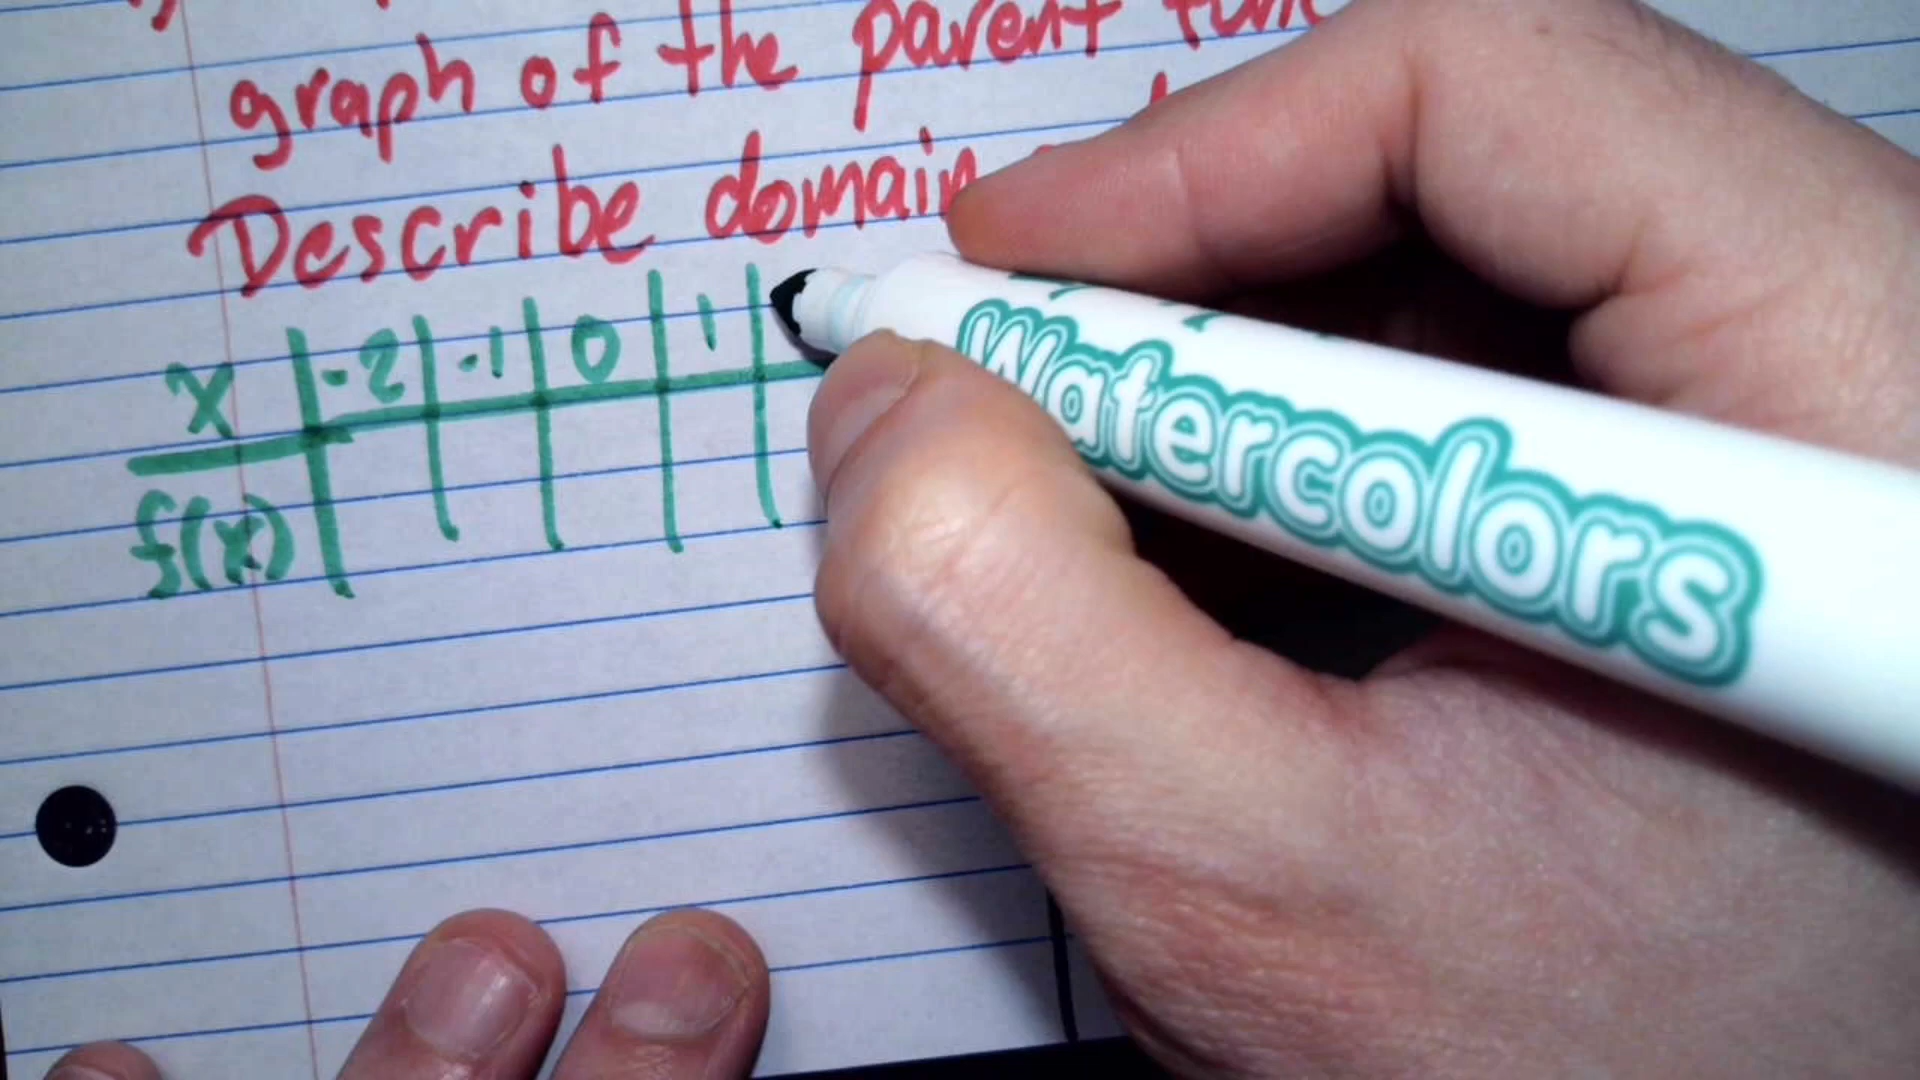 graph of the parent
Describe domain
x -2 -1 0 1
f(x)
Watercolors